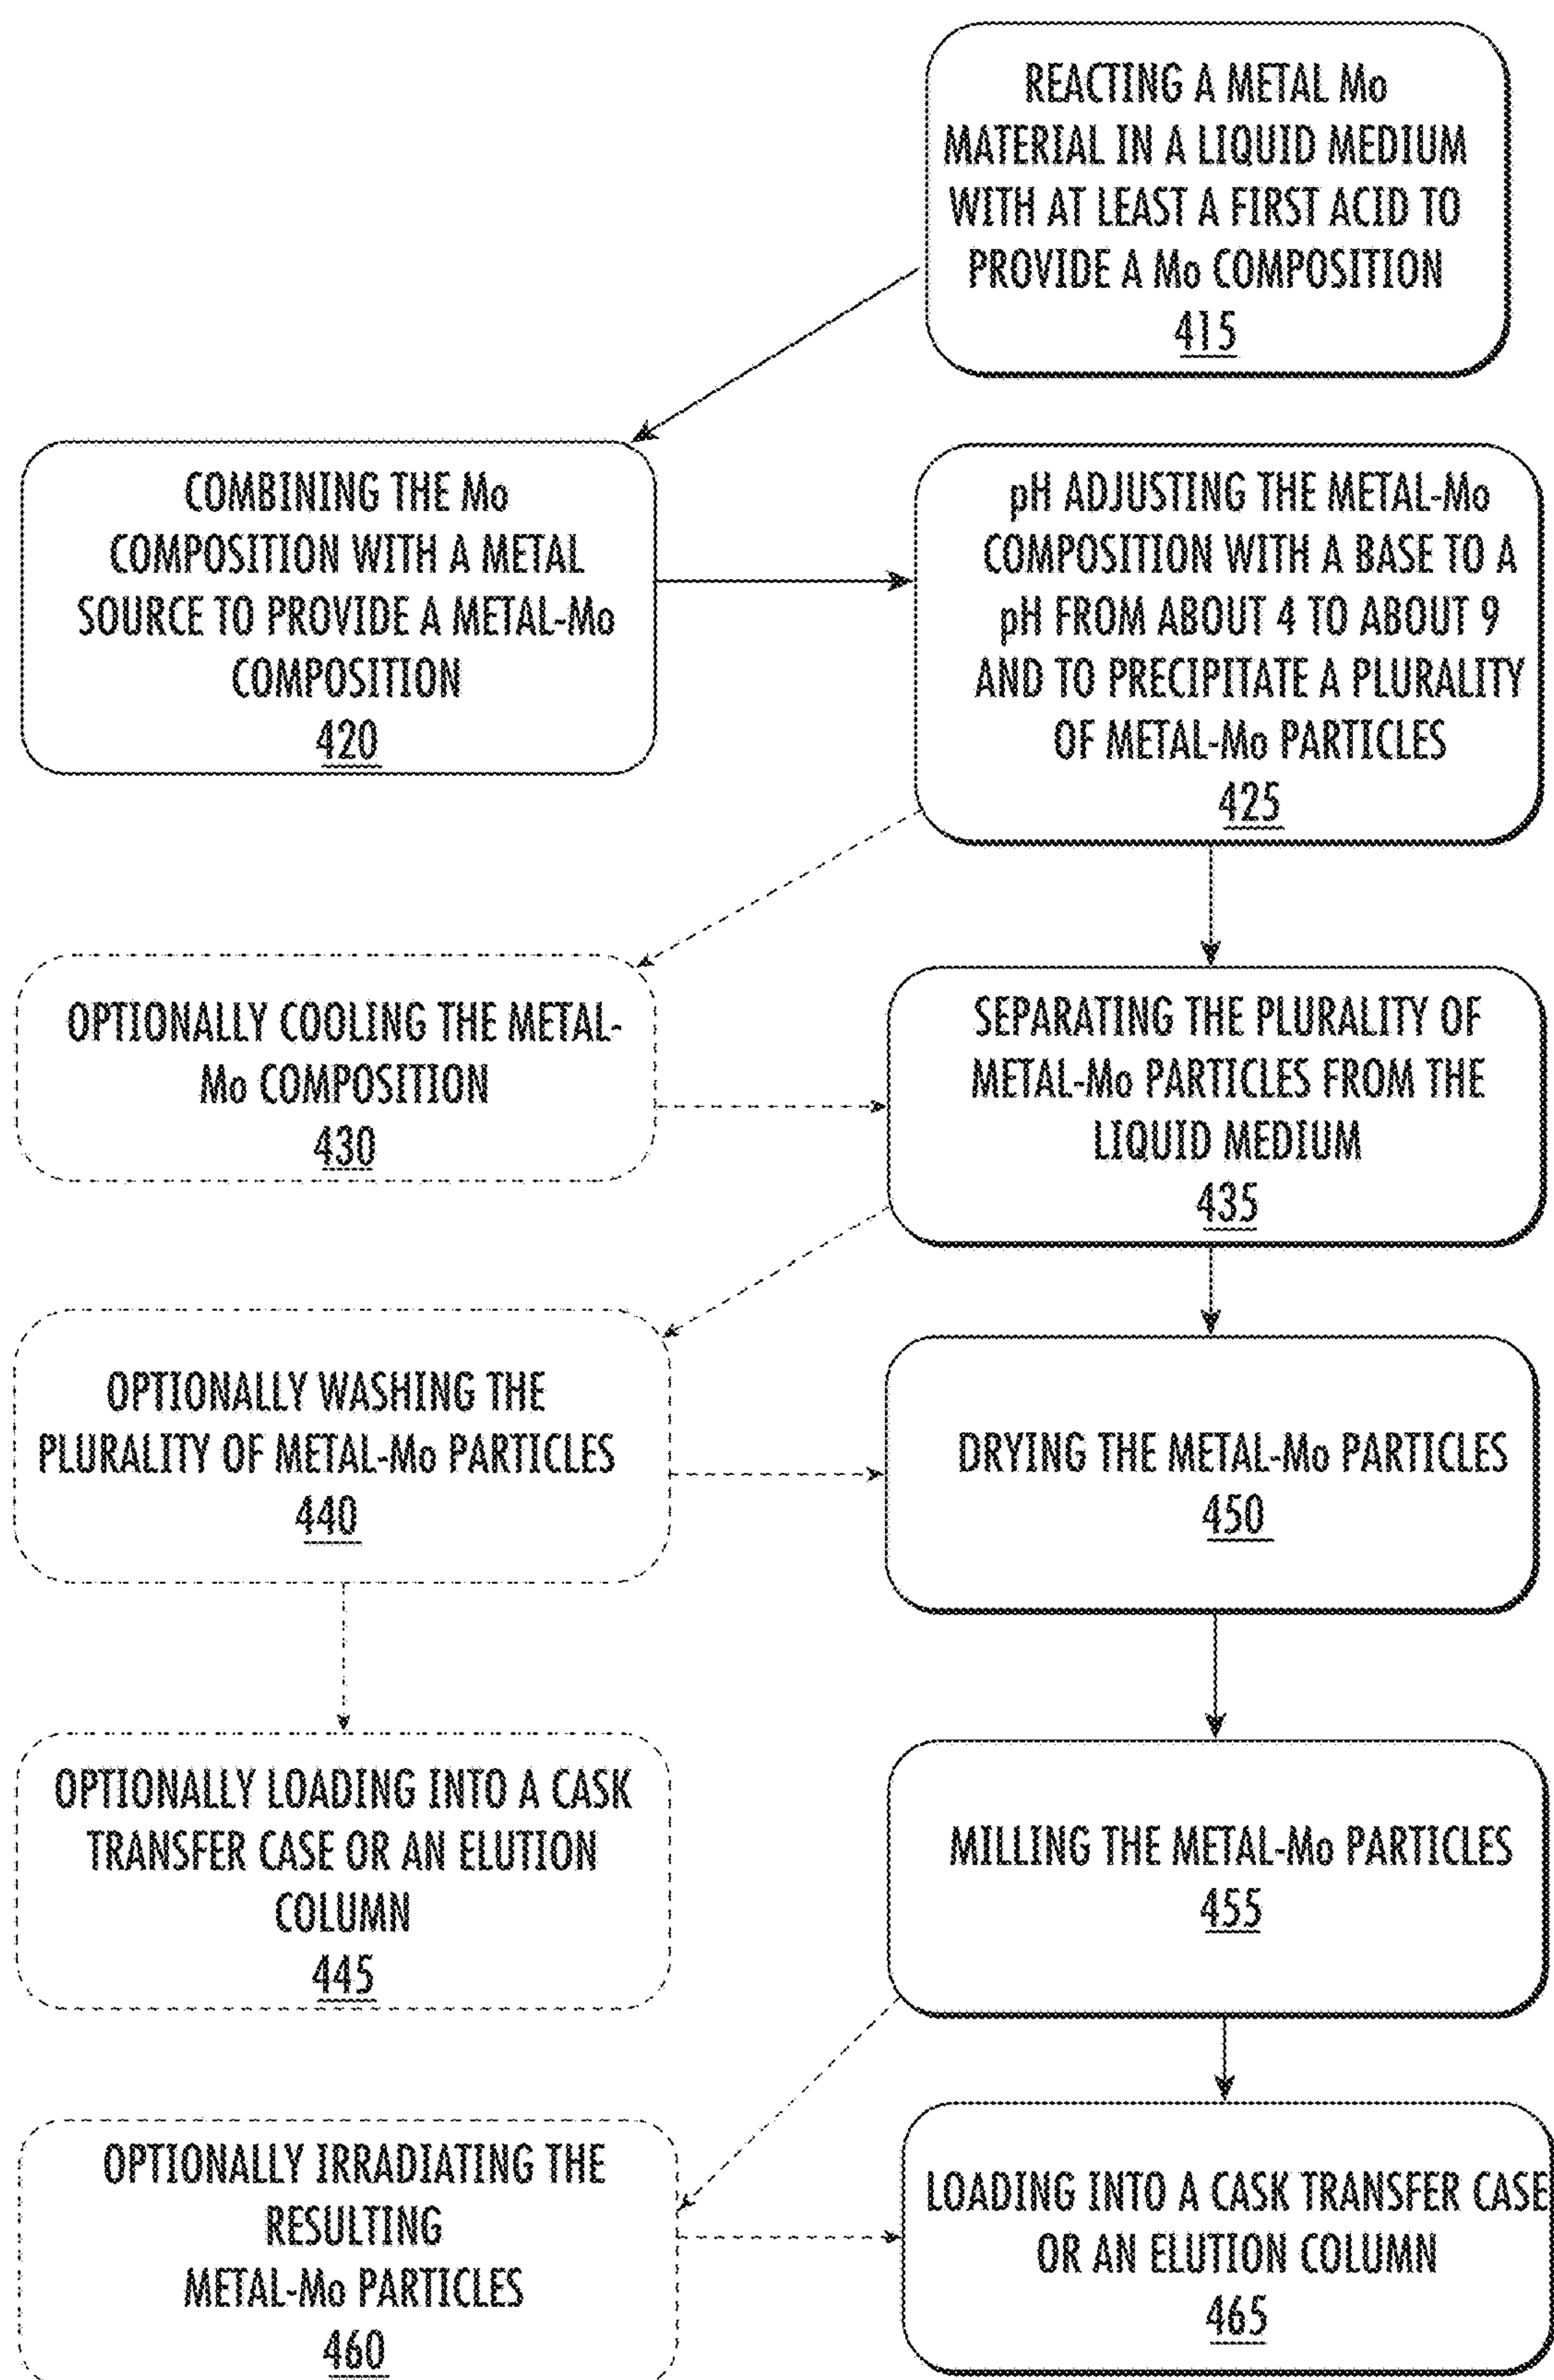 REACTING A METAL Mo
MATERIAL IN A LIQUID MEDIUM
WITH AT LEAST A FIRST ACID TO
PROVIDE A Mo COMPOSITION
415
COMBINING THE Mo
COMPOSITION WITH A METAL
SOURCE TO PROVIDE A METAL-Mo
COMPOSITION
420
pH ADJUSTING THE METAL-Mo
COMPOSITION WITH A BASE TO A
pH FROM ABOUT 4 TO ABOUT 9
AND TO PRECIPITATE A PLURALITY
OF METAL-Mo PARTICLES
425
OPTIONALLY COOLING THE METAL-
Mo COMPOSITION
430
SEPARATING THE PLURALITY OF
METAL-Mo PARTICLES FROM THE
LIQUID MEDIUM
435
OPTIONALLY WASHING THE
PLURALITY OF METAL-Mo PARTICLES
440
DRYING THE METAL-Mo PARTICLES
450
OPTIONALLY LOADING INTO A CASK
TRANSFER CASE OR AN ELUTION
COLUMN
445
MILLING THE METAL-Mo PARTICLES
455
OPTIONALLY IRRADIATING THE
RESULTING
METAL-Mo PARTICLES
460
LOADING INTO A CASK TRANSFER CASE
OR AN ELUTION COLUMN
465